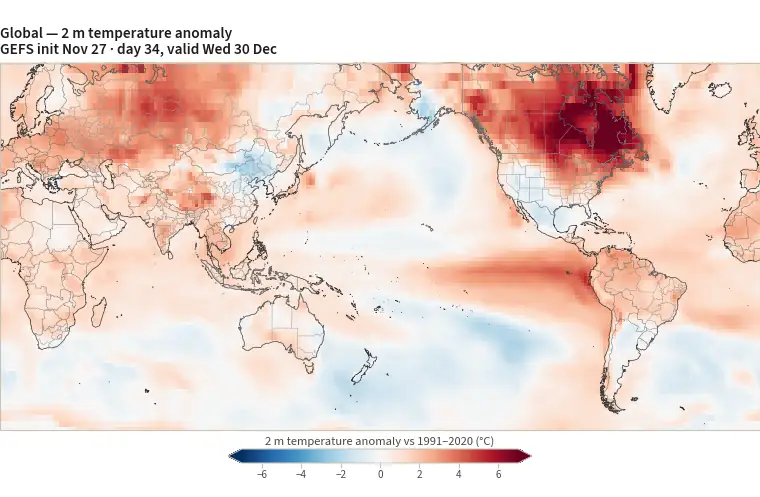 Global — 2 m temperature anomaly
GEFS init Nov 27 · day 34, valid Wed 30 Dec
2 m temperature anomaly vs 1991–2020 (°C)
−6 −4 −2 0 2 4 6